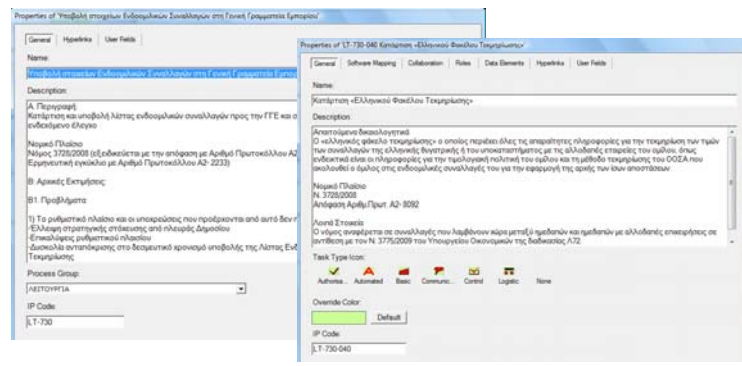 Properties of 'Υποβολή στοιχείων Ενδοομιλικών Συναλλαγών στη Γενική Γραμματεία Εμπορίου'
General Hyperlinks User Fields
Name:
Υποβολή στοιχείων Ενδοομιλικών Συναλλαγών στη Γενική Γραμματεία Εμπορίου
Description:
Α. Περιγραφή:
Κατάρτιση και υποβολή λίστας ενδοομιλικών συναλλαγών προς την ΓΓΕ και σ
ενδεχόμενο έλεγχο
Νομικό Πλαίσιο
Νόμος 3728/2008 (εξειδικεύεται με την απόφαση με Αριθμό Πρωτοκόλλου Α2
Ερμηνευτική εγκύκλιο με Αριθμό Πρωτοκόλλου Α2- 2233)
Β. Αρχικές Εκτιμήσεις:
Β1. Προβλήματα
1) Το ρυθμιστικό πλαίσιο και οι υποχρεώσεις που προέρχονται από αυτό δεν
-Έλλειψη στρατηγικής στόχευσης από πλευράς Δημοσίου
-Επικαλύψεις ρυθμιστικού πλαισίου
-Δυσκολία ανταπόκρισης στο δεσμευτικό χρονισμό υποβολής της Λίστας Ενδ
Τεκμηρίωσης
Process Group:
ΛΕΙΤΟΥΡΓΙΑ
IP Code:
LT-730
Properties of 'LT-730-040 Κατάρτιση «Ελληνικού Φακέλου Τεκμηρίωσης»'
General Software Mapping Collaboration Roles Data Elements Hyperlinks User Fields
Name:
Κατάρτιση «Ελληνικού Φακέλου Τεκμηρίωσης»
Description:
Απαιτούμενα δικαιολογητικά
Ο «ελληνικός φάκελο τεκμηρίωσης» ο οποίος περιέχει όλες τις απαραίτητες πληροφορίες για την τεκμηρίωση των τιμών
των συναλλαγών της ελληνικής θυγατρικής ή του υποκαταστήματος με τις αλλοδαπές εταιρείες του ομίλου, όπως
ενδεικτικά είναι οι πληροφορίες για την τιμολογιακή πολιτική του ομίλου και τη μέθοδο τεκμηρίωσης του ΟΟΣΑ που
ακολουθεί ο όμιλος στις ενδοομιλικές συναλλαγές του για την εφαρμογή της αρχής των ίσων αποστάσεων
Νομικό Πλαίσιο
Ν. 3728/2008
Απόφαση Αριθμ.Πρωτ. Α2- 8092
Λοιπά Στοιχεία
Ο νόμος αναφέρεται σε συναλλαγές που λαμβάνουν χώρα μεταξύ ημεδαπών και ημεδαπών με αλλοδαπές επιχειρήσεις σε
αντίθεση με τον Ν. 3775/2009 του Υπουργείου Οικονομικών της διαδικασίας Λ72
Task Type Icon:
Authorisa... Automated Basic Communic... Control Logistic None
Override Color:
Default
IP Code:
LT-730-040